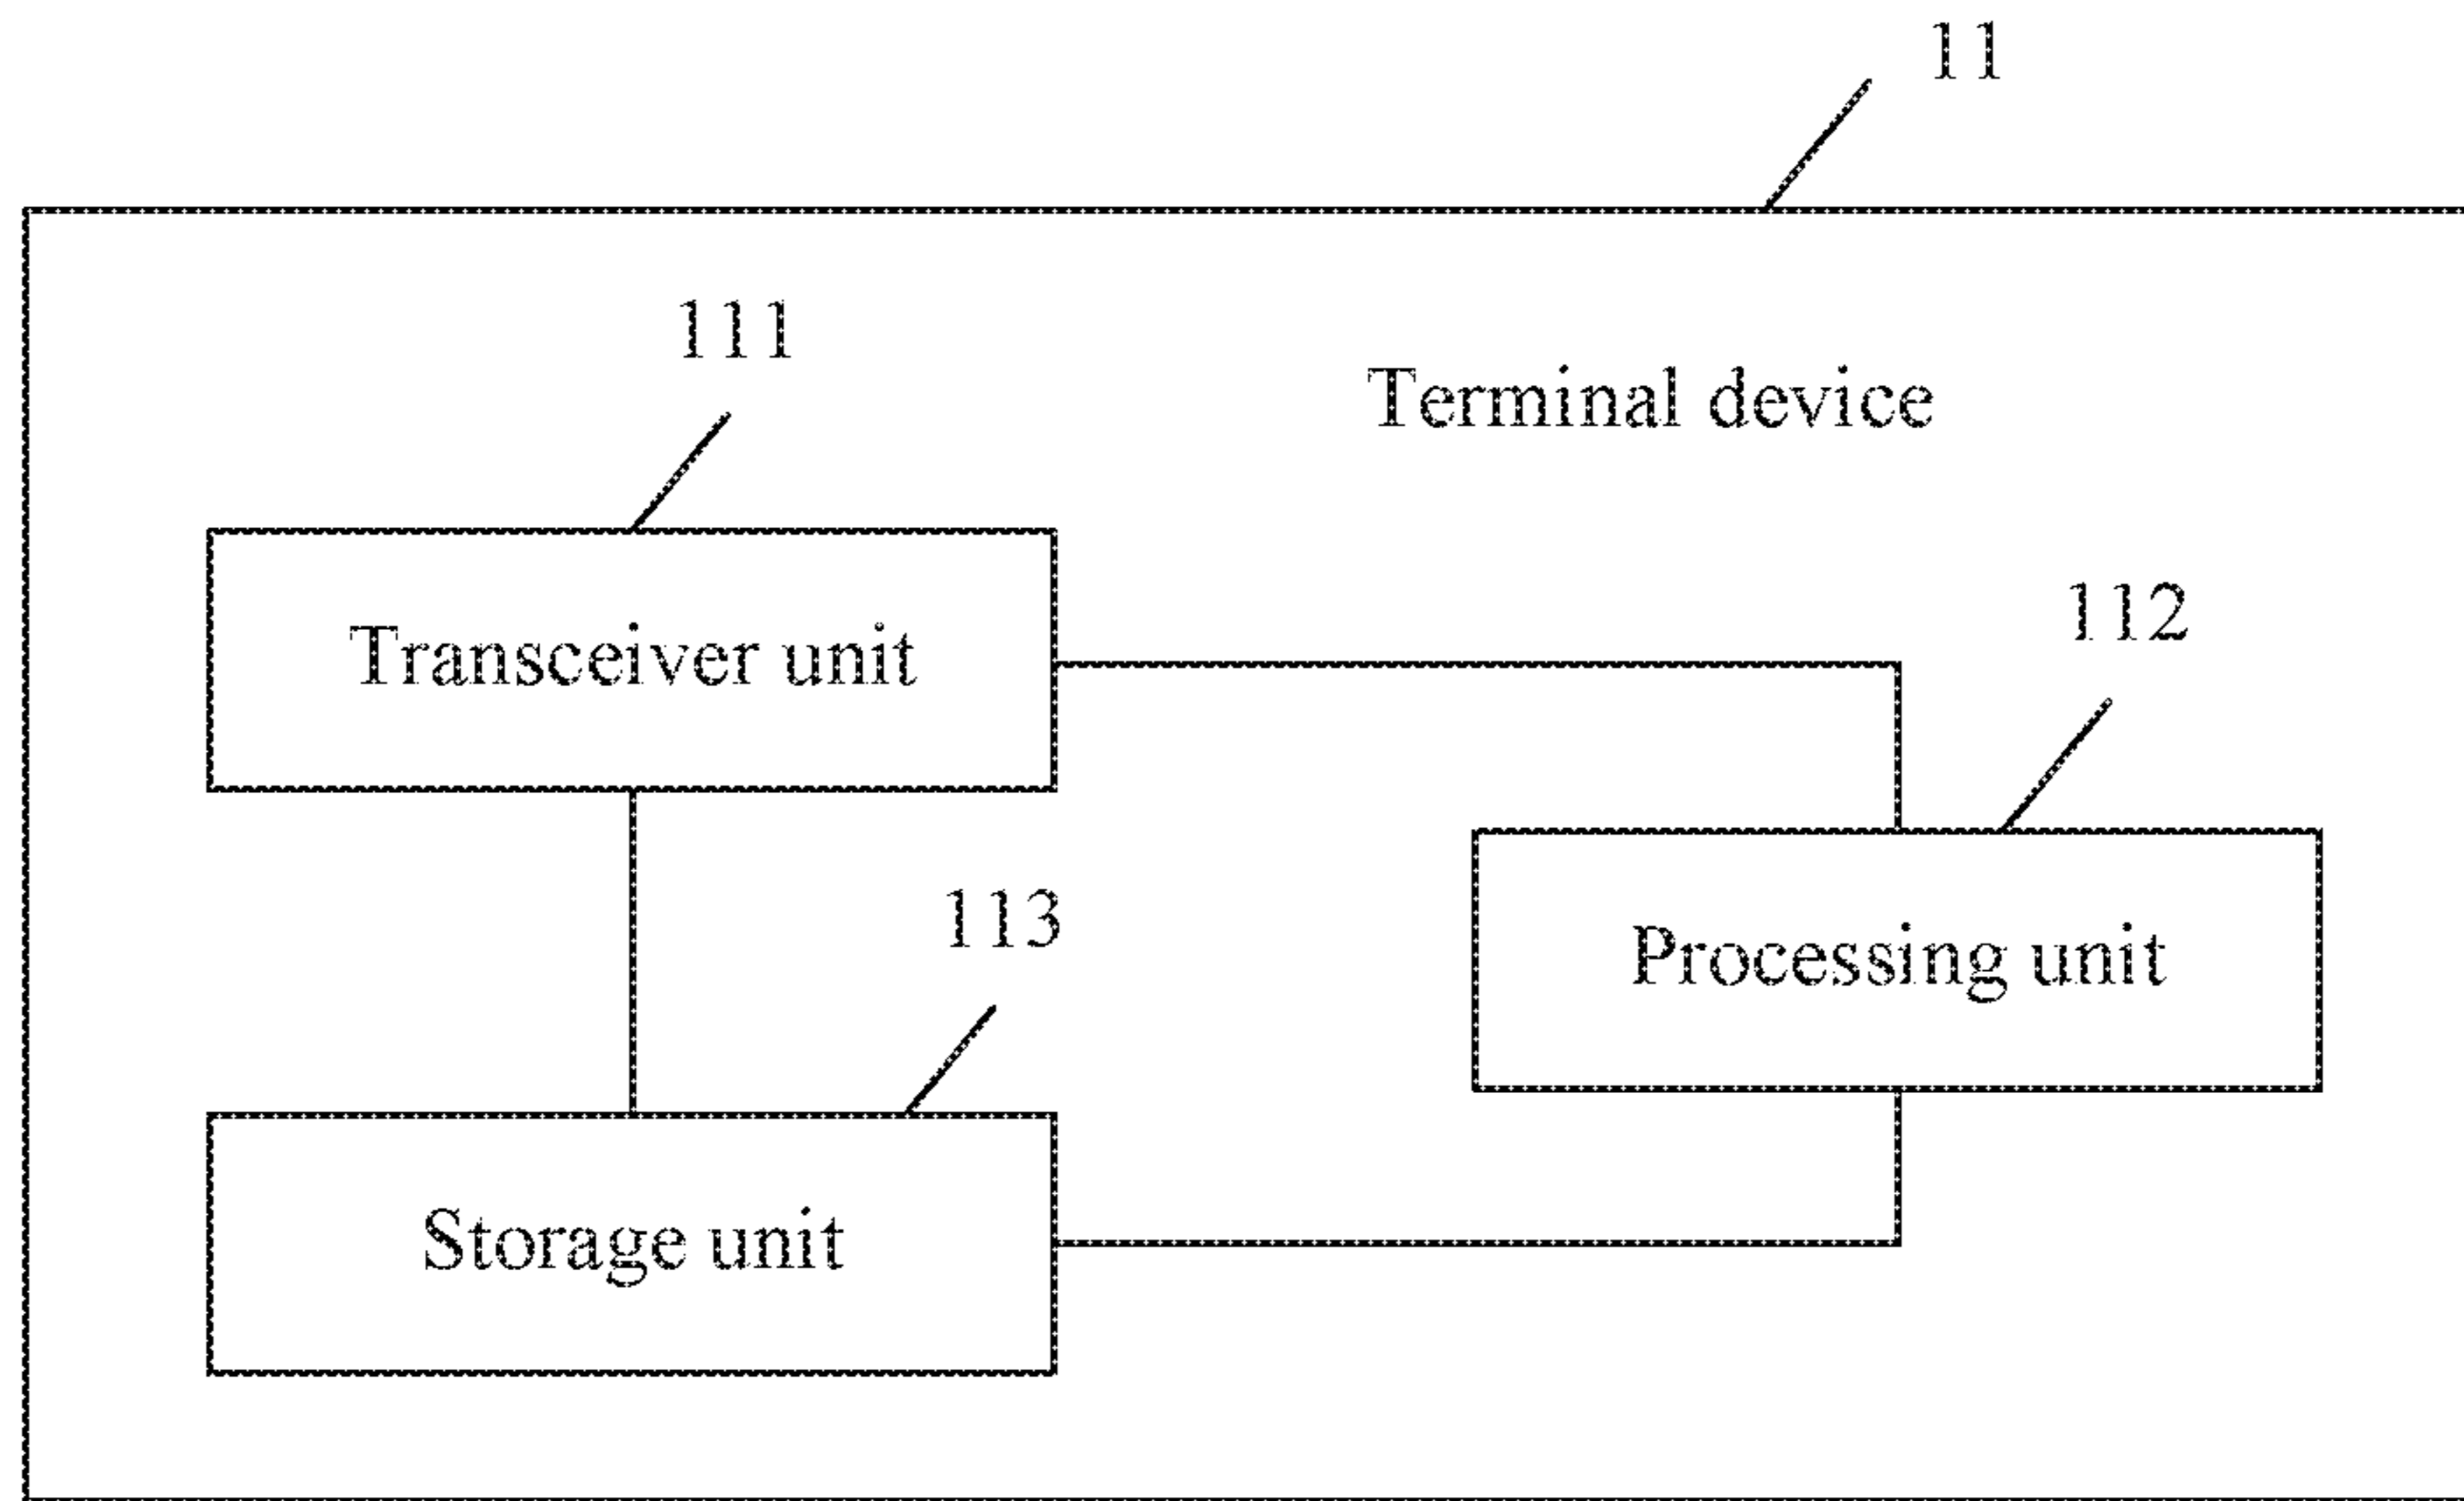 11
111
Terminal device
Transceiver unit
112
113
Processing unit
Storage unit